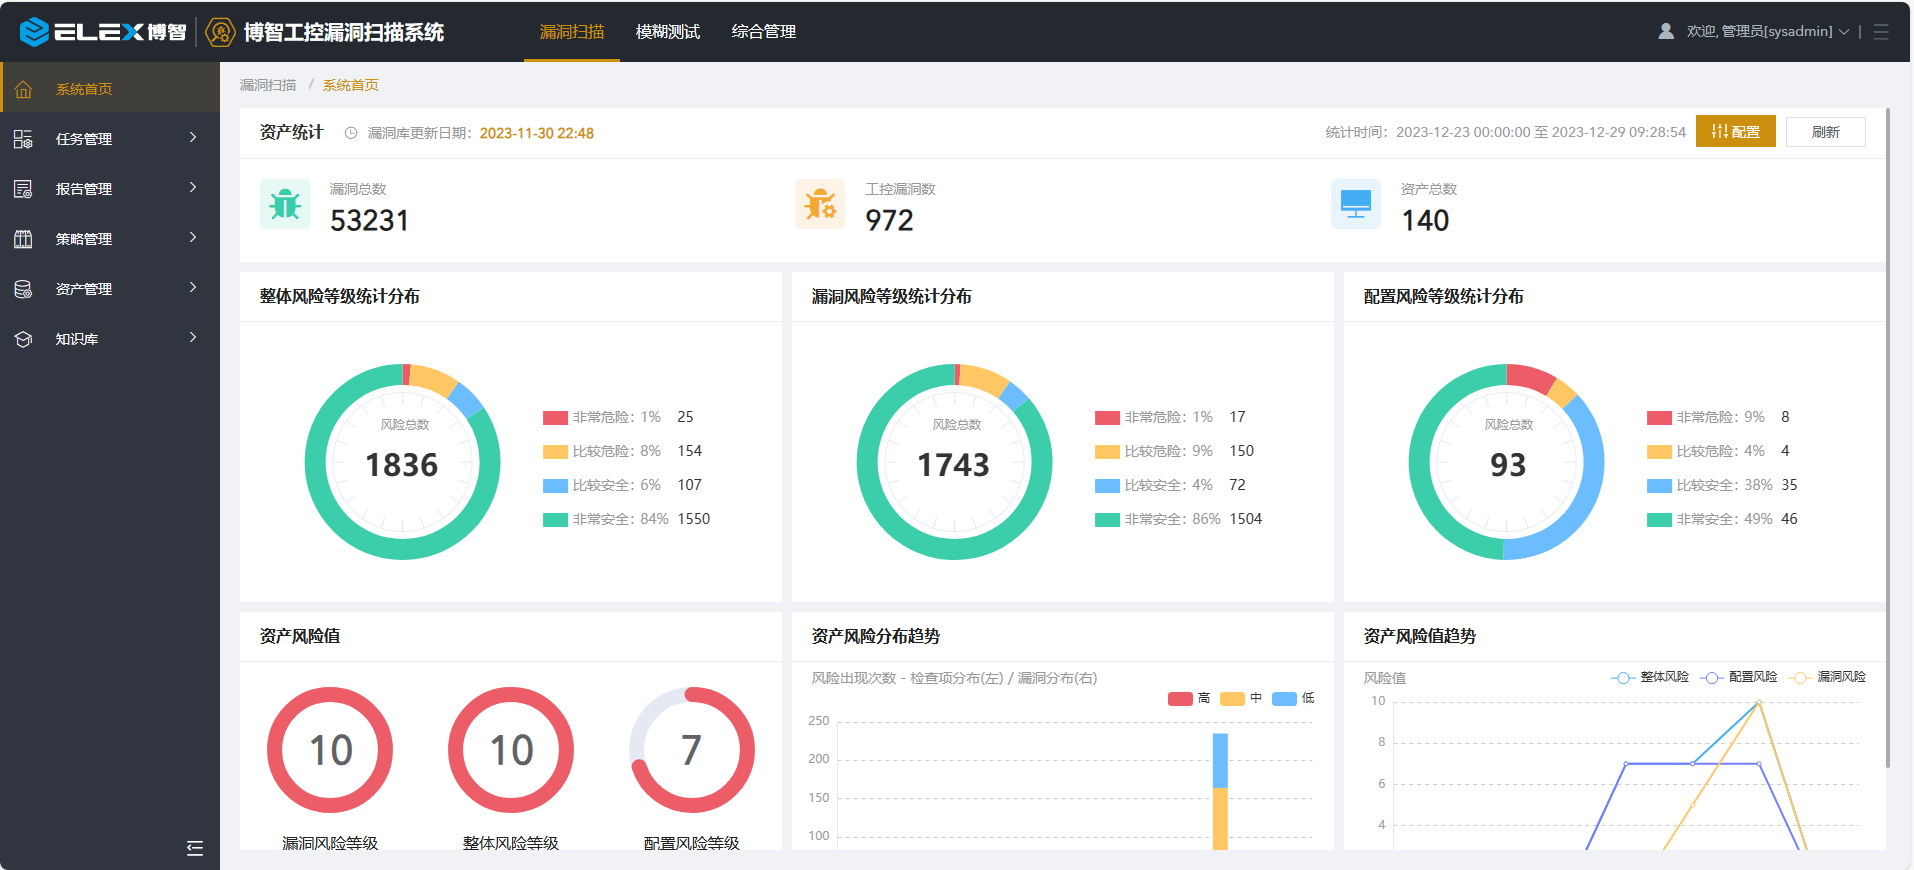 ELEX博智 博智工控漏洞扫描系统 漏洞扫描 模糊测试 综合管理 欢迎, 管理员[sysadmin]
系统首页
任务管理
报告管理
策略管理
资产管理
知识库
漏洞扫描 / 系统首页
资产统计 漏洞库更新日期: 2023-11-30 22:48 统计时间: 2023-12-23 00:00:00 至 2023-12-29 09:28:54 配置 刷新
漏洞总数
53231
工控漏洞数
972
资产总数
140
整体风险等级统计分布
风险总数
1836
非常危险: 1% 25
比较危险: 8% 154
比较安全: 6% 107
非常安全: 84% 1550
漏洞风险等级统计分布
风险总数
1743
非常危险: 1% 17
比较危险: 9% 150
比较安全: 4% 72
非常安全: 86% 1504
配置风险等级统计分布
风险总数
93
非常危险: 9% 8
比较危险: 4% 4
比较安全: 38% 35
非常安全: 49% 46
资产风险值
10
漏洞风险等级
10
整体风险等级
7
配置风险等级
资产风险分布趋势
风险出现次数 - 检查项分布(左) / 漏洞分布(右)
高 中 低
250
200
150
100
资产风险值趋势
风险值 整体风险 配置风险 漏洞风险
10
8
6
4